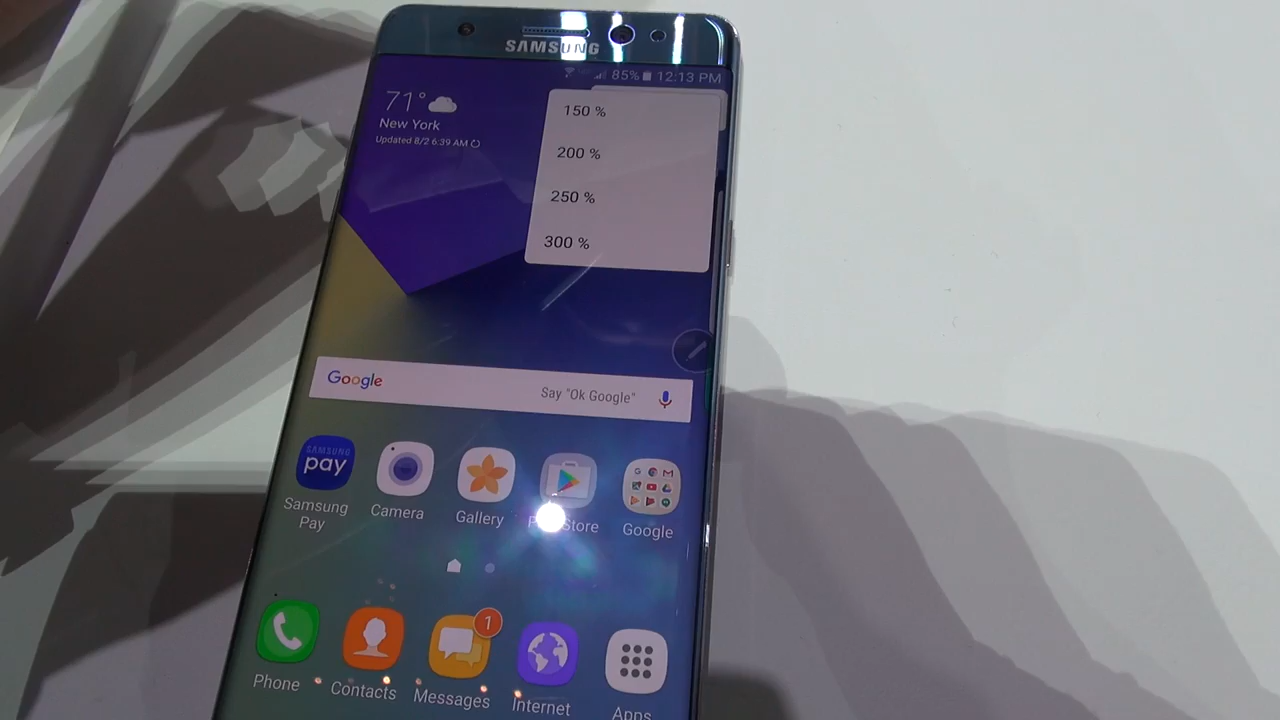 SAMSUNG
85% 12:13 PM
71°
New York
Updated 8/2 6:39 AM
150 %
200 %
250 %
300 %
Google
Say "Ok Google"
SAMSUNG
pay
Samsung
Pay
Camera
Gallery
Store
Google
1
Phone
Contacts
Messages
Internet
Apps